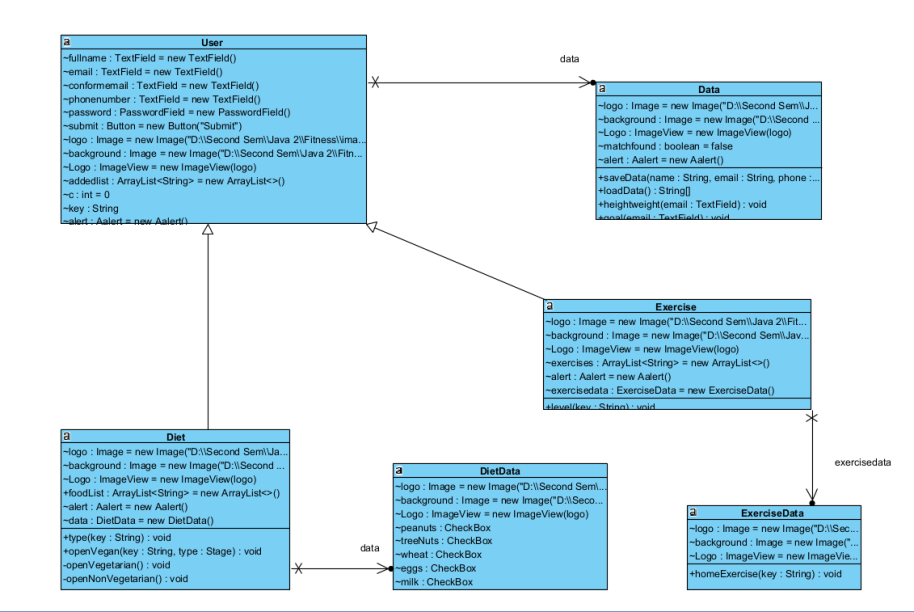 User
~fullname : TextField = new TextField()
~email : TextField = new TextField()
~conformemail : TextField = new TextField()
~phonenumber : TextField = new TextField()
~password : PasswordField = new PasswordField()
~submit : Button = new Button("Submit")
~logo : Image = new Image("D:\\Second Sem\\Java 2\\Fitness\\ima...
~background : Image = new Image("D:\\Second Sem\\Java 2\\Fitn...
~Logo : ImageView = new ImageView(logo)
~addedlist : ArrayList<String> = new ArrayList<>()
~c : int = 0
~key : String
~alert : Aalert = new Aalert()
data
Data
~logo : Image = new Image("D:\\Second Sem\\J...
~background : Image = new Image("D:\\Second ...
~Logo : ImageView = new ImageView(logo)
~matchfound : boolean = false
~alert : Aalert = new Aalert()
+saveData(name : String, email : String, phone :...
+loadData() : String[]
+heightweight(email : TextField) : void
+goal(email : TextField) : void
Exercise
~logo : Image = new Image("D:\\Second Sem\\Java 2\\Fit...
~background : Image = new Image("D:\\Second Sem\\Jav...
~Logo : ImageView = new ImageView(logo)
~exercises : ArrayList<String> = new ArrayList<>()
~alert : Aalert = new Aalert()
~exercisedata : ExerciseData = new ExerciseData()
+level(key : String) : void
exercisedata
Diet
~logo : Image = new Image("D:\\Second Sem\\Ja...
~background : Image = new Image("D:\\Second ...
~Logo : ImageView = new ImageView(logo)
+foodList : ArrayList<String> = new ArrayList<>()
~alert : Aalert = new Aalert()
~data : DietData = new DietData()
+type(key : String) : void
+openVegan(key : String, type : Stage) : void
-openVegetarian() : void
-openNonVegetarian() : void
data
DietData
~logo : Image = new Image("D:\\Second Sem\...
~background : Image = new Image("D:\\Seco...
~Logo : ImageView = new ImageView(logo)
~peanuts : CheckBox
~treeNuts : CheckBox
~wheat : CheckBox
~eggs : CheckBox
~milk : CheckBox
ExerciseData
~logo : Image = new Image("D:\\Sec...
~background : Image = new Image("...
~Logo : ImageView = new ImageVie...
+homeExercise(key : String) : void